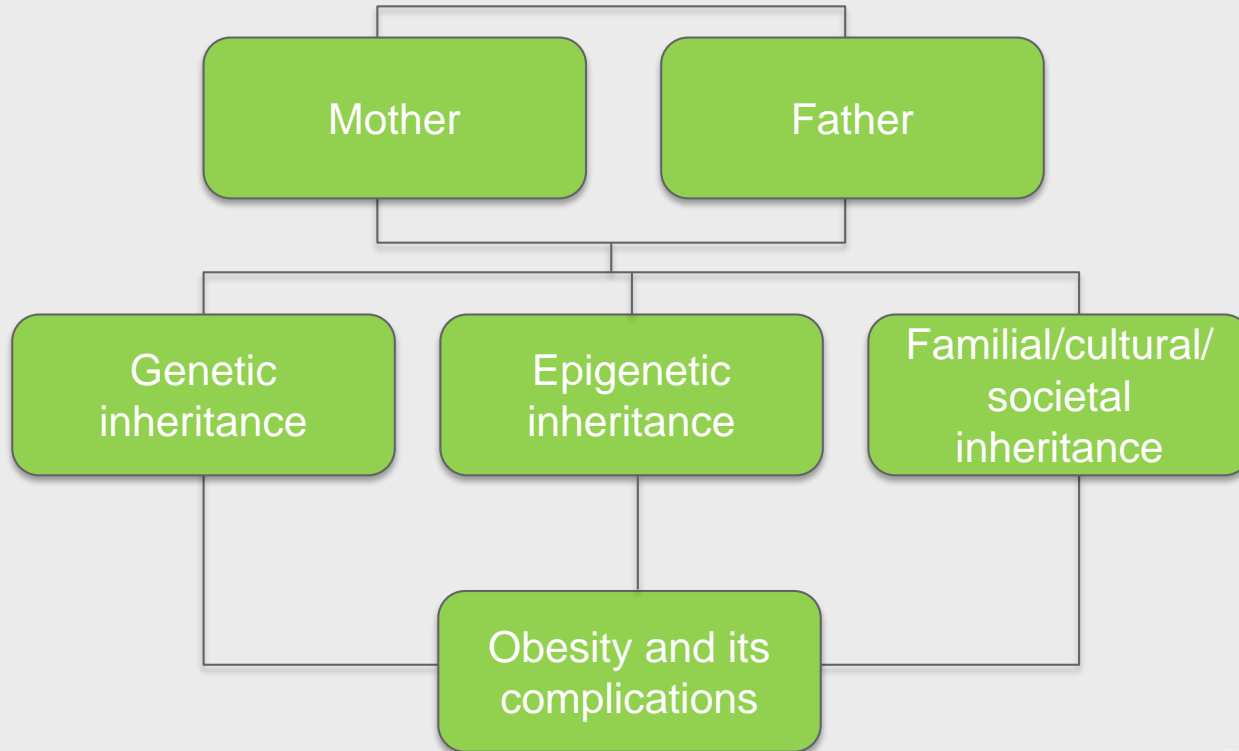 Mother
Father
Genetic
inheritance
Epigenetic
inheritance
Familial/cultural/
societal
inheritance
Obesity and its
complications